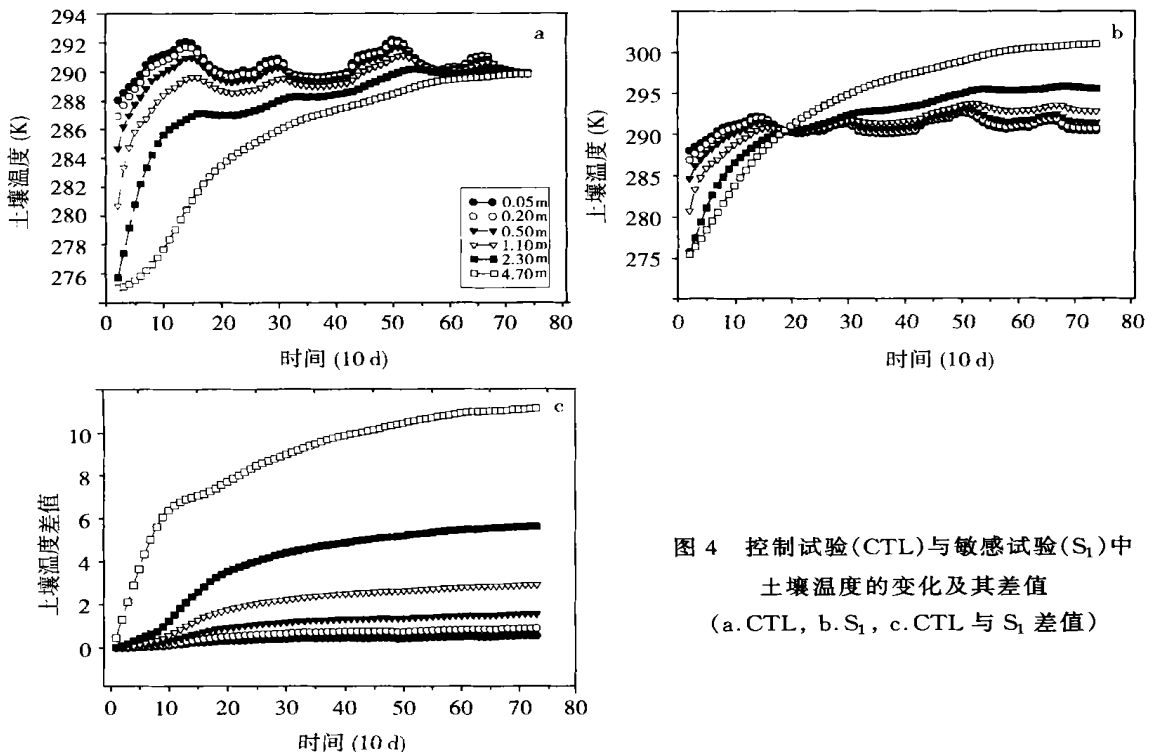 294
292
290
288
286
284
282
280
278
276
土壤温度 (K)
a
0.05m
0.20m
0.50m
1.10m
2.30m
4.70m
0 10 20 30 40 50 60 70 80
时间 (10 d)
300
295
290
285
280
275
270
土壤温度 (K)
b
0 10 20 30 40 50 60 70 80
时间 (10 d)
10
8
6
4
2
0
土壤温度差值
c
0 10 20 30 40 50 60 70 80
时间 (10 d)
图 4 控制试验(CTL)与敏感试验(S₁)中
土壤温度的变化及其差值
(a.CTL, b.S₁, c.CTL 与 S₁ 差值)